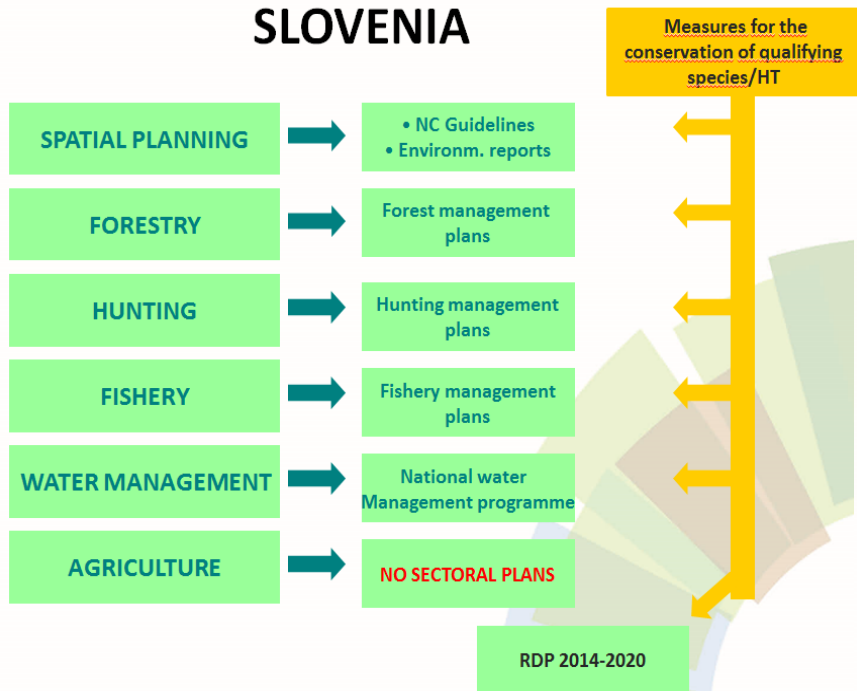 SLOVENIA
Measures for the
conservation of qualifying
species/HT
SPATIAL PLANNING
• NC Guidelines
• Environm. reports
FORESTRY
Forest management
plans
HUNTING
Hunting management
plans
FISHERY
Fishery management
plans
WATER MANAGEMENT
National water
Management programme
AGRICULTURE
NO SECTORAL PLANS
RDP 2014-2020